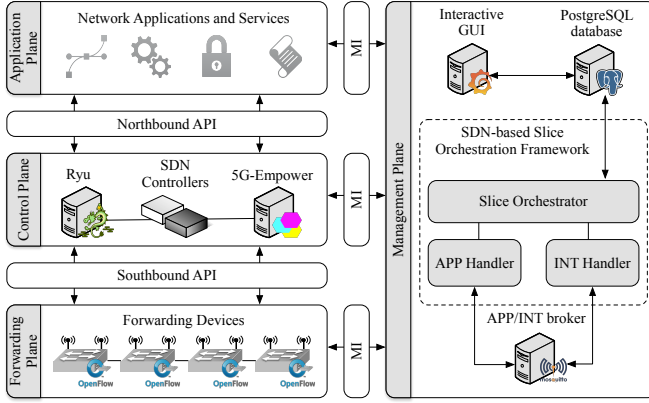 Application
Plane
Network Applications and Services
MI
Northbound API
Control Plane
Ryu
SDN
Controllers
5G-Empower
MI
Southbound API
Forwarding
Plane
Forwarding Devices
OpenFlow
OpenFlow
OpenFlow
OpenFlow
MI
Management Plane
Interactive
GUI
PostgreSQL
database
SDN-based Slice
Orchestration Framework
Slice Orchestrator
APP Handler
INT Handler
APP/INT broker
mosquitto